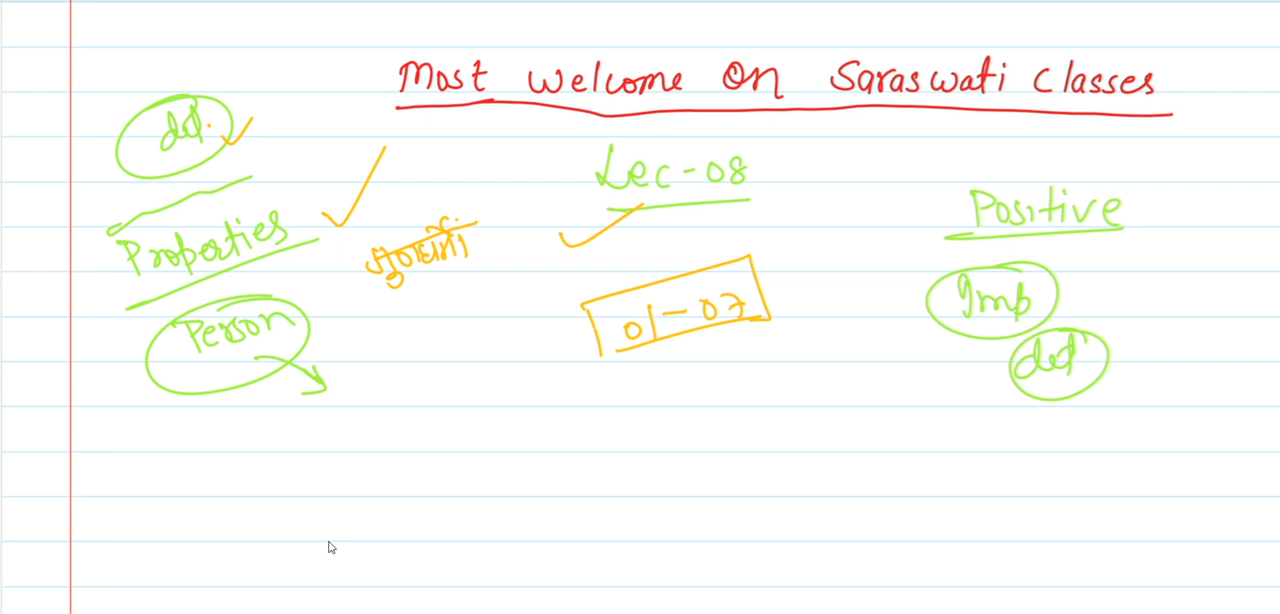 Most Welcome On Saraswati Classes
def.
Lec-08
Properties
Positive
01-07
Imp
Person
def